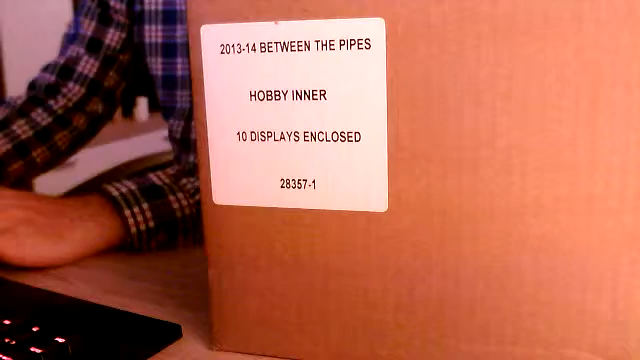 2013-14 BETWEEN THE PIPES
HOBBY INNER
10 DISPLAYS ENCLOSED
28357-1